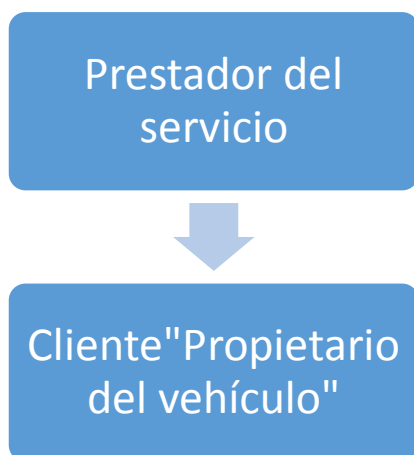 Prestador del
servicio
Cliente"Propietario
del vehículo"